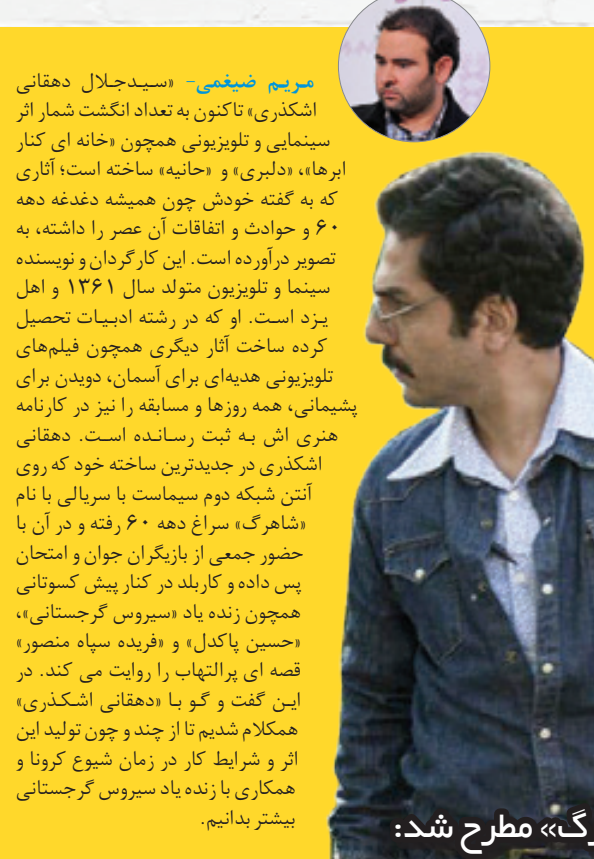 مریم ضیغمی- «سیدجلال دهقانی
اشکذری» تاکنون به تعداد انگشت شمار اثر
سینمایی و تلویزیونی همچون «خانه ای کنار
ابرها»، «دلبری» و «حانیه» ساخته است؛ آثاری
که به گفته خودش چون همیشه دغدغه دهه
۶۰ و حوادث و اتفاقات آن عصر را داشته، به
تصویر درآورده است. این کارگردان و نویسنده
سینما و تلویزیون متولد سال ۱۳۶۱ و اهل
یزد است. او که در رشته ادبیات تحصیل
کرده ساخت آثار دیگری همچون فیلم‌های
تلویزیونی هدیه‌ای برای آسمان، دویدن برای
پشیمانی، همه روزها و مسابقه را نیز در کارنامه
هنری اش به ثبت رسانده است. دهقانی
اشکذری در جدیدترین ساخته خود که روی
آنتن شبکه دوم سیماست با سریالی با نام
«شاهرگ» سراغ دهه ۶۰ رفته و در آن با
حضور جمعی از بازیگران جوان و امتحان
پس داده و کاربلد در کنار پیش کسوتانی
همچون زنده یاد «سیروس گرجستانی»،
«حسین پاکدل» و «فریده سپاه منصور»
قصه ای پرالتهاب را روایت می کند. در
این گفت و گو با «دهقانی اشکذری»
همکلام شدیم تا از چند و چون تولید این
اثر و شرایط کار در زمان شیوع کرونا و
همکاری با زنده یاد سیروس گرجستانی
بیشتر بدانیم.
رگ» مطرح شد: